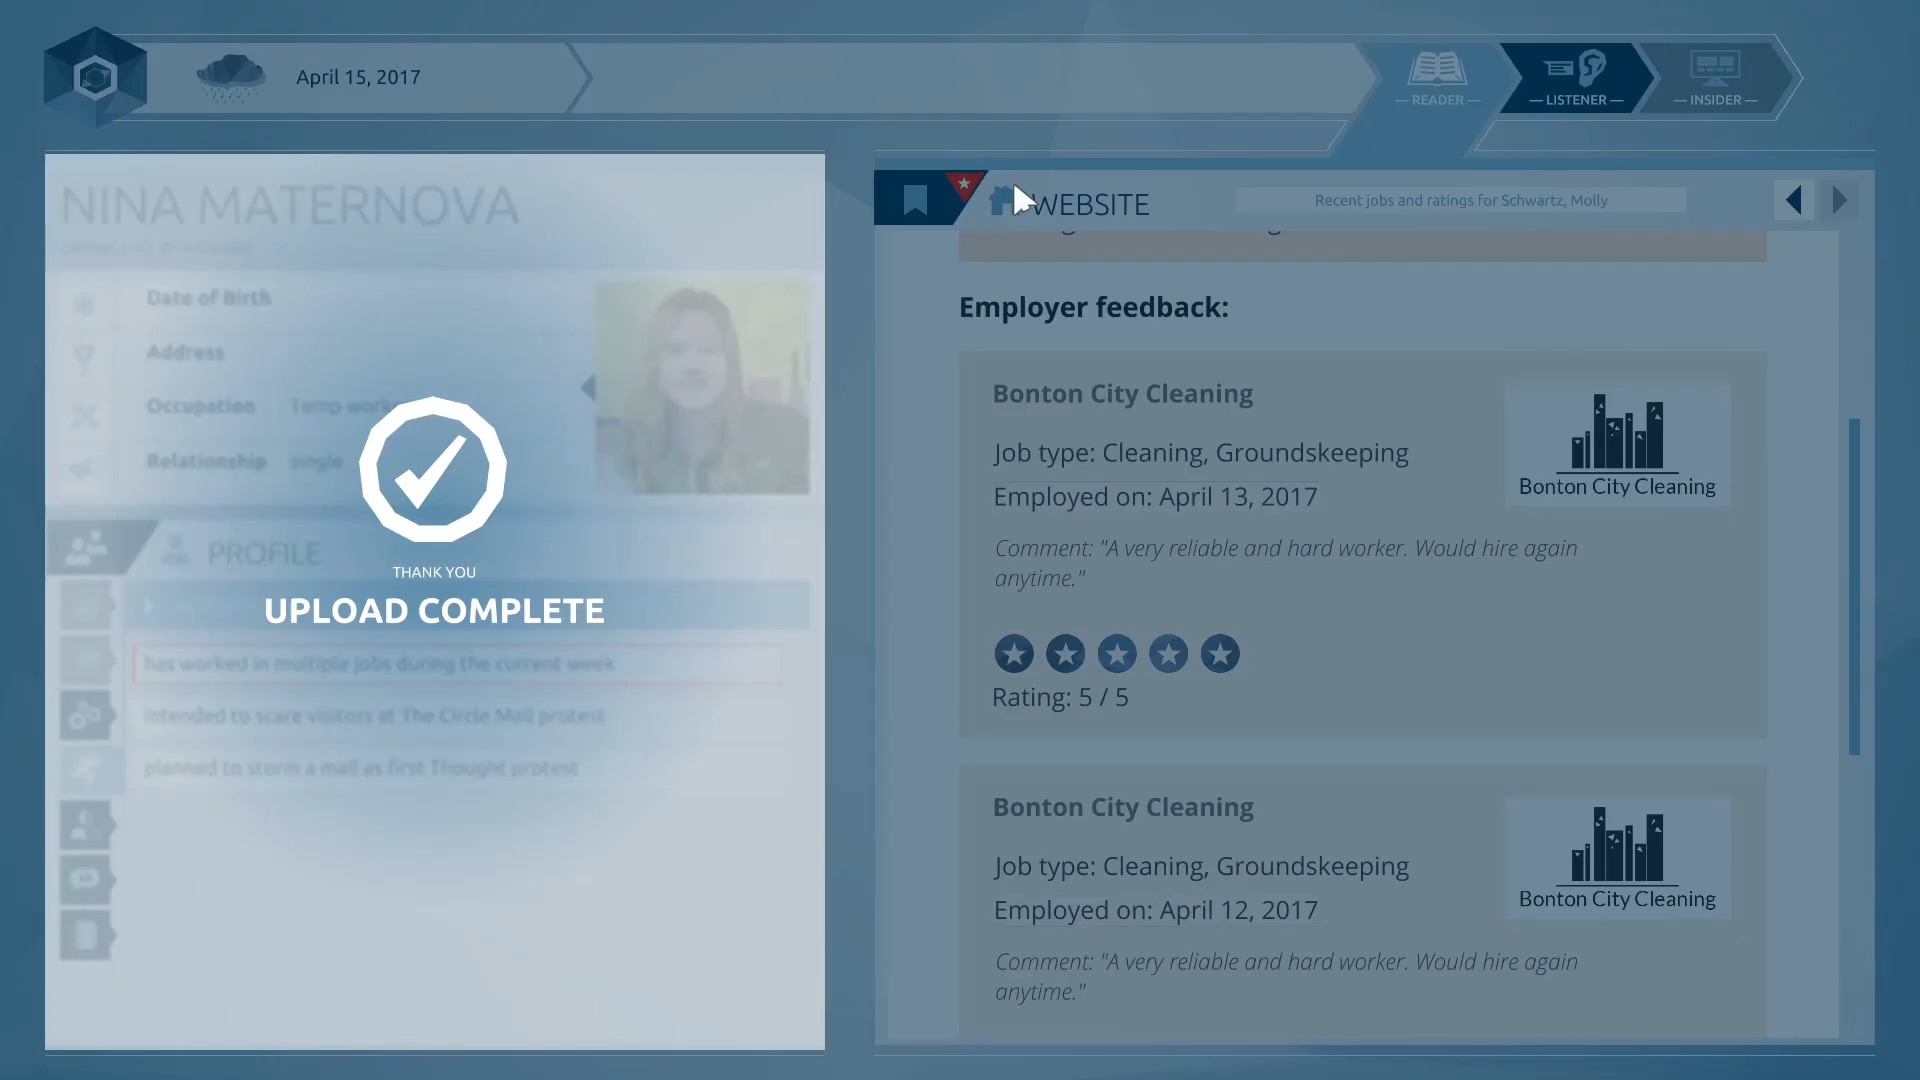 April 15, 2017
READER
LISTENER
INSIDER
NINA MATERNOVA
Date of Birth
Address
Occupation Temp
Relationship single
PROFILE
THANK YOU
UPLOAD COMPLETE
has worked in multiple jobs during the current week
intended to scare visitors at The Circle Mall protest
planned to storm a mall as first Thought protest
WEBSITE
Recent jobs and ratings for Schwartz, Molly
Employer feedback:
Bonton City Cleaning
Job type: Cleaning, Groundskeeping
Employed on: April 13, 2017
Bonton City Cleaning
Comment: "A very reliable and hard worker. Would hire again
anytime."
Rating: 5 / 5
Bonton City Cleaning
Job type: Cleaning, Groundskeeping
Employed on: April 12, 2017
Bonton City Cleaning
Comment: "A very reliable and hard worker. Would hire again
anytime."